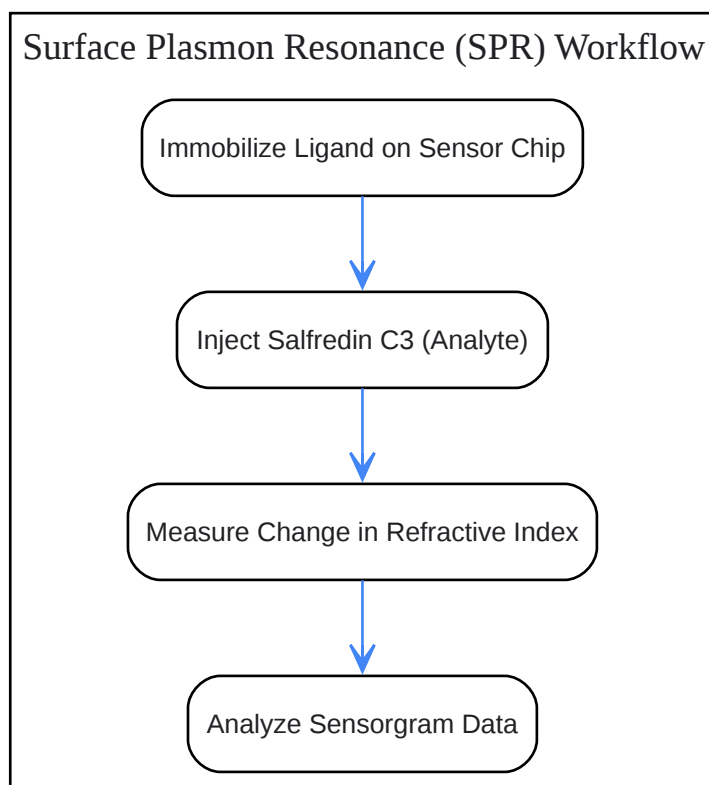 Surface Plasmon Resonance (SPR) Workflow
Immobilize Ligand on Sensor Chip
Inject Salfredin C3 (Analyte)
Measure Change in Refractive Index
Analyze Sensorgram Data